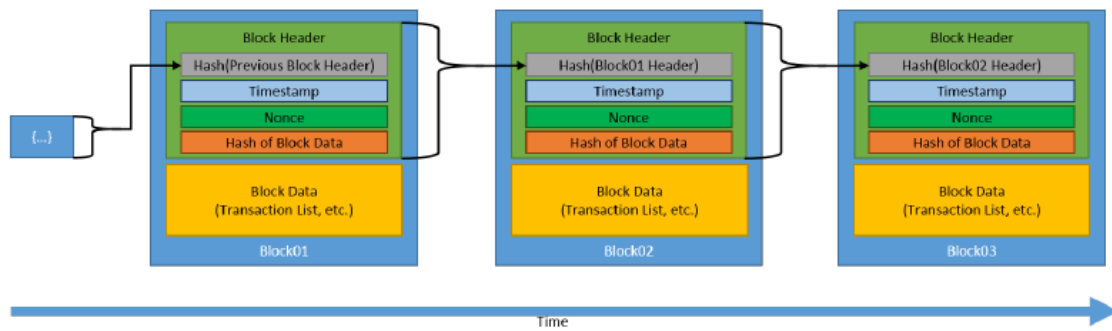 {...}
Block Header
Hash(Previous Block Header)
Timestamp
Nonce
Hash of Block Data
Block Data
(Transaction List, etc.)
Block01
Block Header
Hash(Block01 Header)
Timestamp
Nonce
Hash of Block Data
Block Data
(Transaction List, etc.)
Block02
Block Header
Hash(Block02 Header)
Timestamp
Nonce
Hash of Block Data
Block Data
(Transaction List, etc.)
Block03
Time